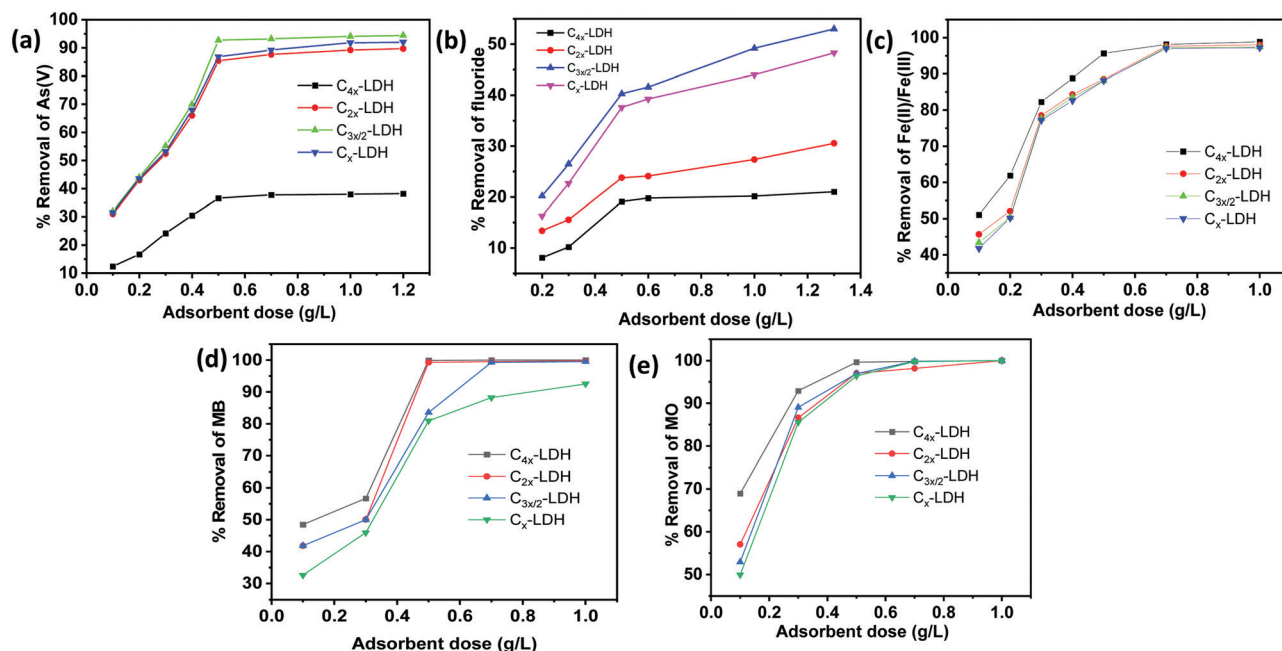 (a)
% Removal of As(V)
100
90
80
70
60
50
40
30
20
10
C4x-LDH
C2x-LDH
C3x/2-LDH
Cx-LDH
0.0 0.2 0.4 0.6 0.8 1.0 1.2
Adsorbent dose (g/L)
(b)
% Removal of fluoride
50
40
30
20
10
C4x-LDH
C2x-LDH
C3x/2-LDH
Cx-LDH
0.2 0.4 0.6 0.8 1.0 1.2 1.4
Adsorbent dose (g/L)
(c)
% Removal of Fe(II)/Fe(III)
100
90
80
70
60
50
40
C4x-LDH
C2x-LDH
C3x/2-LDH
Cx-LDH
0.0 0.2 0.4 0.6 0.8 1.0
Adsorbent dose (g/L)
(d)
% Removal of MB
100
90
80
70
60
50
40
30
C4x-LDH
C2x-LDH
C3x/2-LDH
Cx-LDH
0.0 0.2 0.4 0.6 0.8 1.0
Adsorbent dose (g/L)
(e)
% Removal of MO
100
90
80
70
60
50
C4x-LDH
C2x-LDH
C3x/2-LDH
Cx-LDH
0.0 0.2 0.4 0.6 0.8 1.0
Adsorbent dose (g/L)